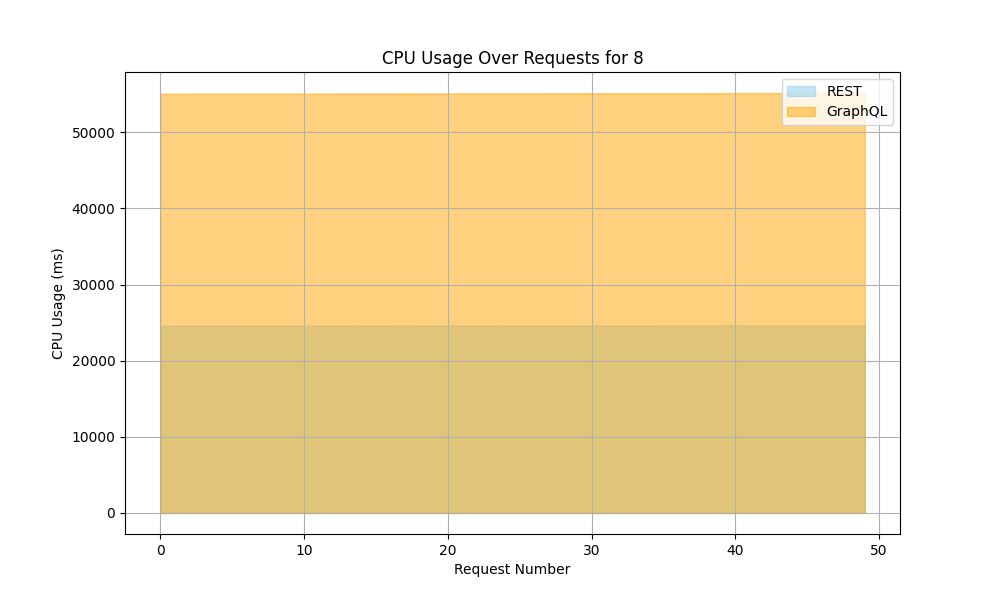 CPU Usage Over Requests for 8
REST
GraphQL
CPU Usage (ms)
50000
40000
30000
20000
10000
0
0 10 20 30 40 50
Request Number